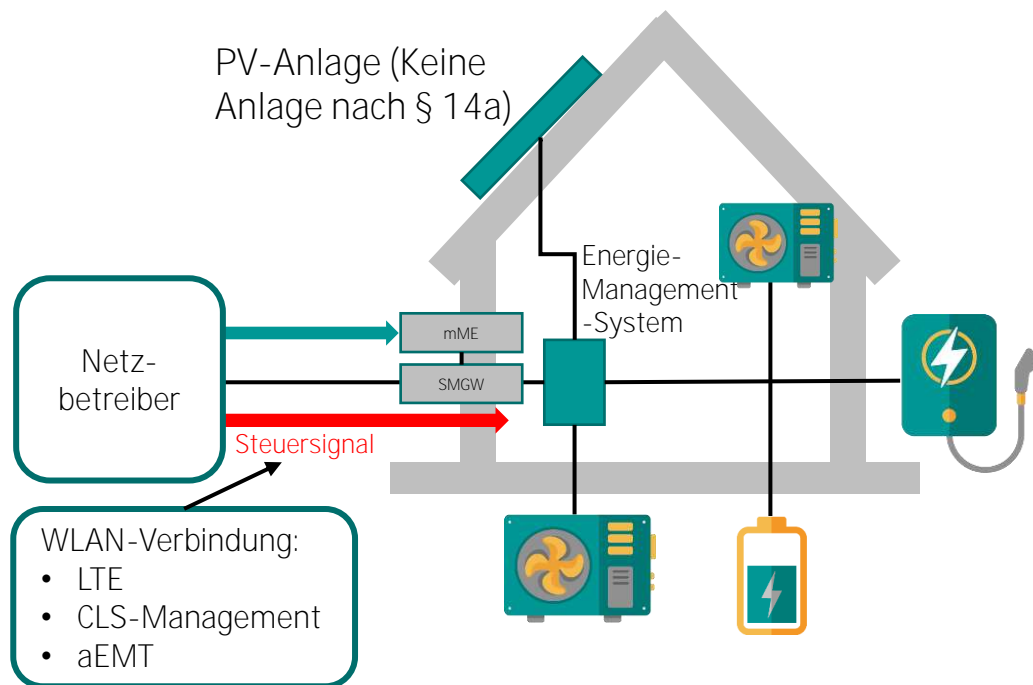 PV-Anlage (Keine
Anlage nach § 14a)
Energie-
Management
-System
mME
Netz-
betreiber
SMGW
Steuersignal
WLAN-Verbindung:
• LTE
• CLS-Management
• aEMT